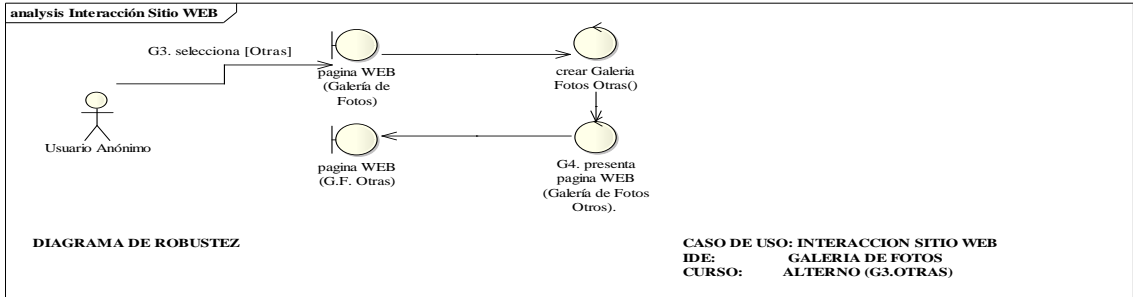 analysis Interacción Sitio WEB
G3. selecciona [Otras]
pagina WEB
(Galería de
Fotos)
crear Galeria
Fotos Otras()
Usuario Anónimo
pagina WEB
(G.F. Otras)
G4. presenta
pagina WEB
(Galería de Fotos
Otros).
DIAGRAMA DE ROBUSTEZ
CASO DE USO: INTERACCION SITIO WEB
IDE: GALERIA DE FOTOS
CURSO: ALTERNO (G3.OTRAS)